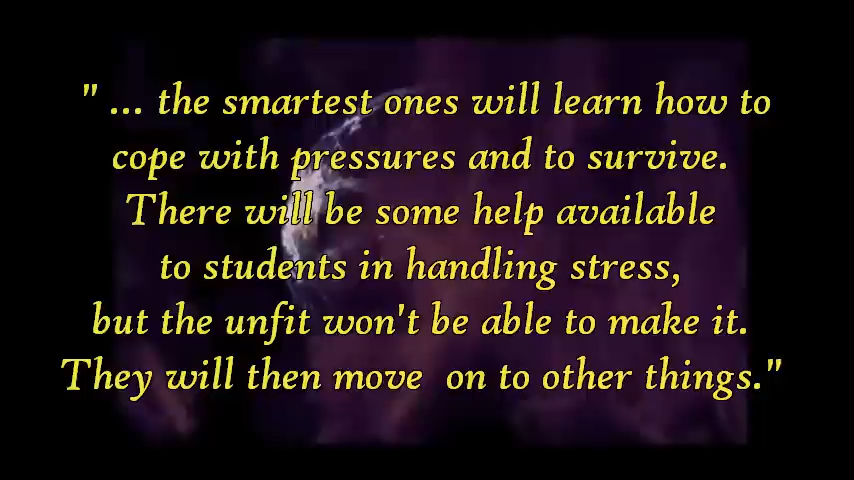 " ... the smartest ones will learn how to
cope with pressures and to survive.
There will be some help available
to students in handling stress,
but the unfit won't be able to make it.
They will then move  on to other things."